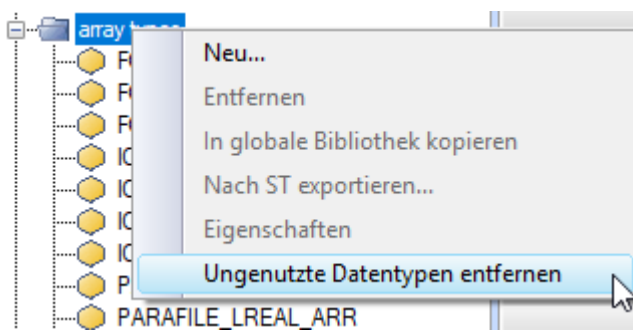 array types
Neu...
Entfernen
In globale Bibliothek kopieren
Nach ST exportieren...
Eigenschaften
Ungenutzte Datentypen entfernen
PARAFILE_LREAL_ARR